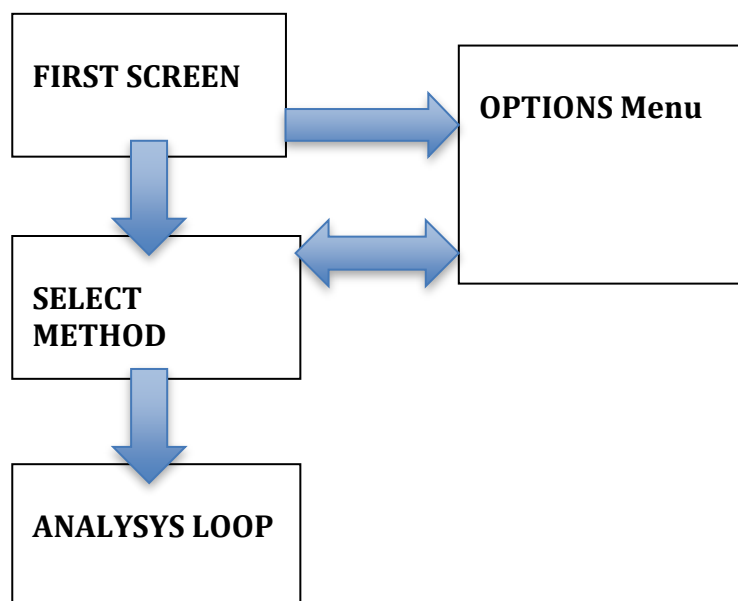 FIRST SCREEN
OPTIONS Menu
SELECT
METHOD
ANALYSYS LOOP